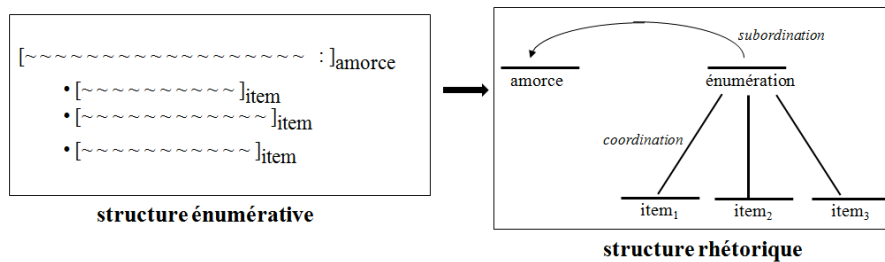 [~~~~~~~~~~~~~~~~~~ :]amorce
• [~~~~~~~~~~]item
• [~~~~~~~~~~~~]item
• [~~~~~~~~~~~]item
structure énumérative
subordination
amorce
énumération
coordination
item1
item2
item3
structure rhétorique